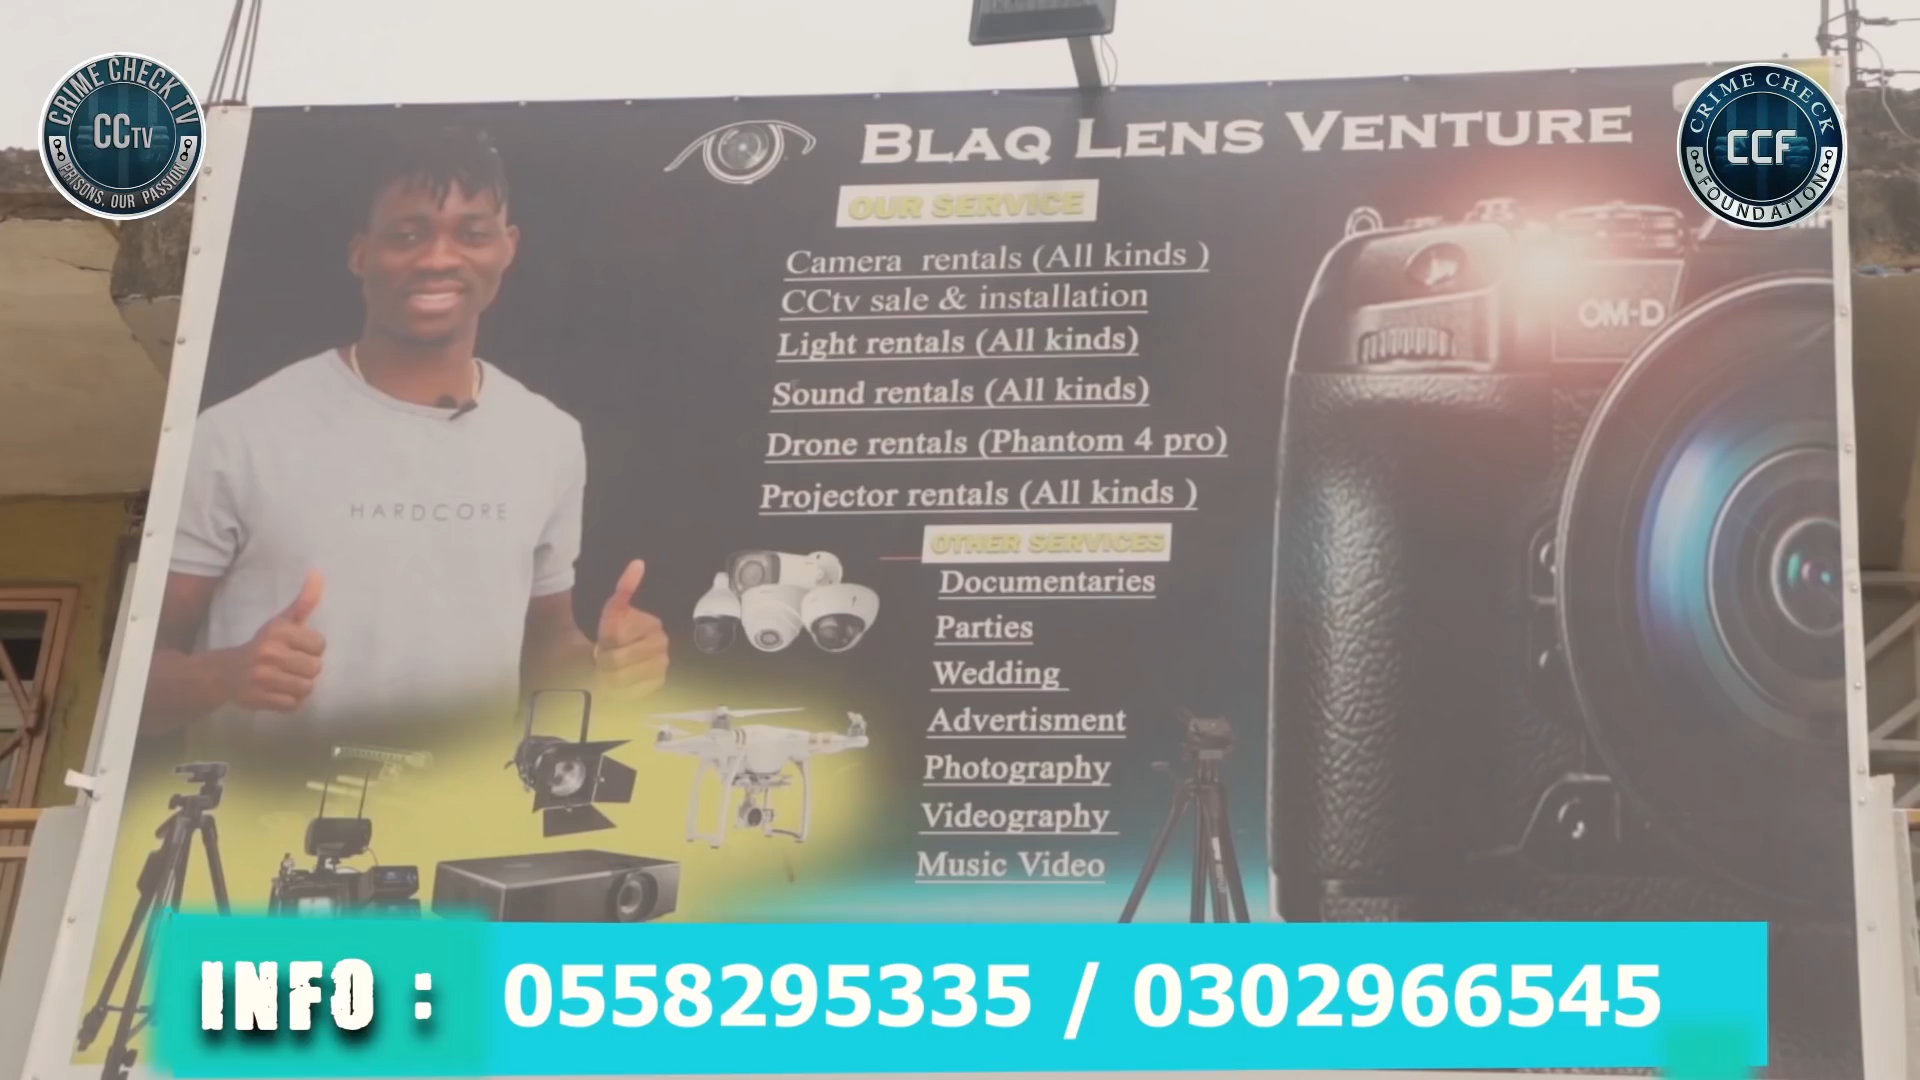 CRIME CHECK TV
CCTV
PRISONS, OUR PASSION
CRIME CHECK
CCF
FOUNDATION
BLAQ LENS VENTURE
OUR SERVICE
Camera rentals (All kinds )
CCtv sale & installation
Light rentals (All kinds)
Sound rentals (All kinds)
Drone rentals (Phantom 4 pro)
Projector rentals (All kinds )
OTHER SERVICES
Documentaries
Parties
Wedding
Advertisment
Photography
Videography
Music Video
HARDCORE
OM-D
INFO : 0558295335 / 0302966545